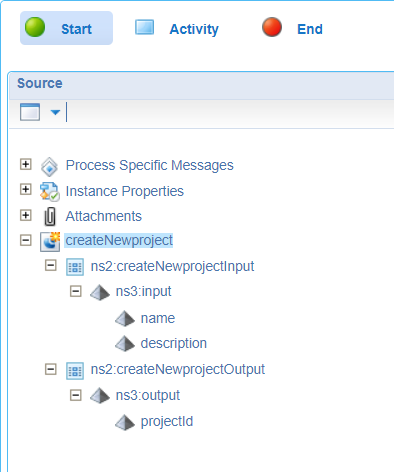 Start Activity End
Source
Process Specific Messages
Instance Properties
Attachments
createNewproject
ns2:createNewprojectInput
ns3:input
name
description
ns2:createNewprojectOutput
ns3:output
projectId